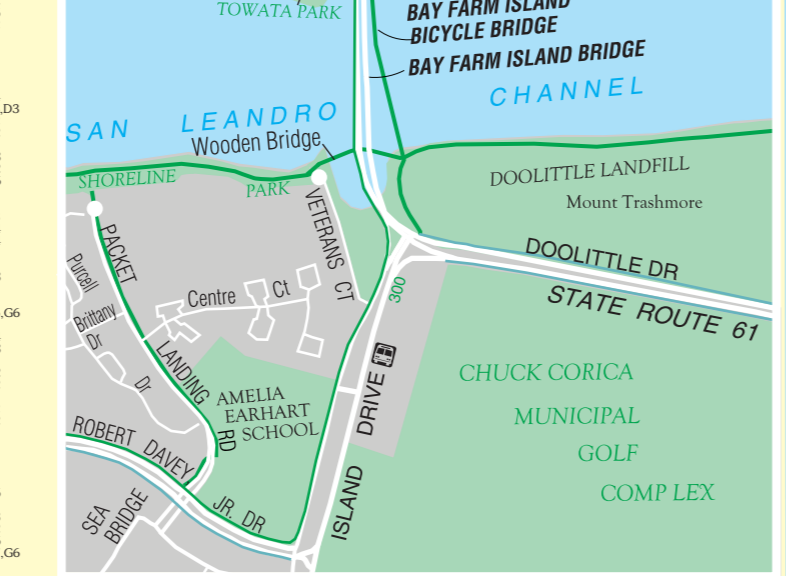 TOWATA PARK
BAY FARM ISLAND
BICYCLE BRIDGE
BAY FARM ISLAND BRIDGE
,D3
SAN LEANDRO
CHANNEL
Wooden Bridge
SHORELINE
PARK
DOOLITTLE LANDFILL
Mount Trashmore
VETERANS CT
PACKET
LANDING
RD
Purcell
Brittany
Dr
Dr
Centre Ct
300
DOOLITTLE DR
STATE ROUTE 61
,G6
AMELIA
EARHART
SCHOOL
ISLAND DRIVE
CHUCK CORICA
MUNICIPAL
GOLF
COMP LEX
ROBERT DAVEY
JR. DR
SEA
BRIDGE
,G6